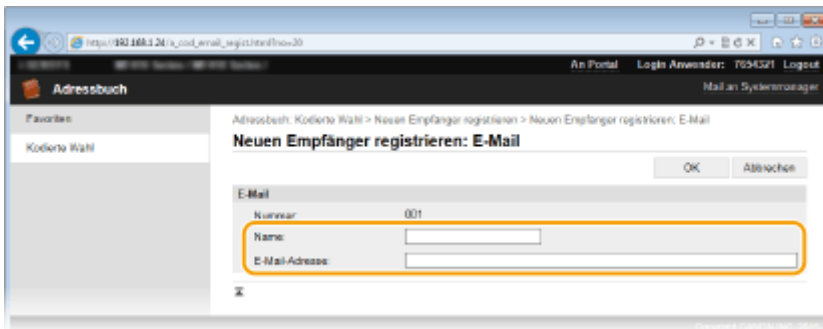 An Portal Login Anwender: 7654321 Logout
Adressbuch
Mail an Systemmanager
Favoriten
Kodierte Wahl
Adressbuch: Kodierte Wahl > Neuen Empfänger registrieren > Neuen Empfänger registrieren: E-Mail
Neuen Empfänger registrieren: E-Mail
OK Abbrechen
E-Mail
Nummer: 001
Name:
E-Mail-Adresse: